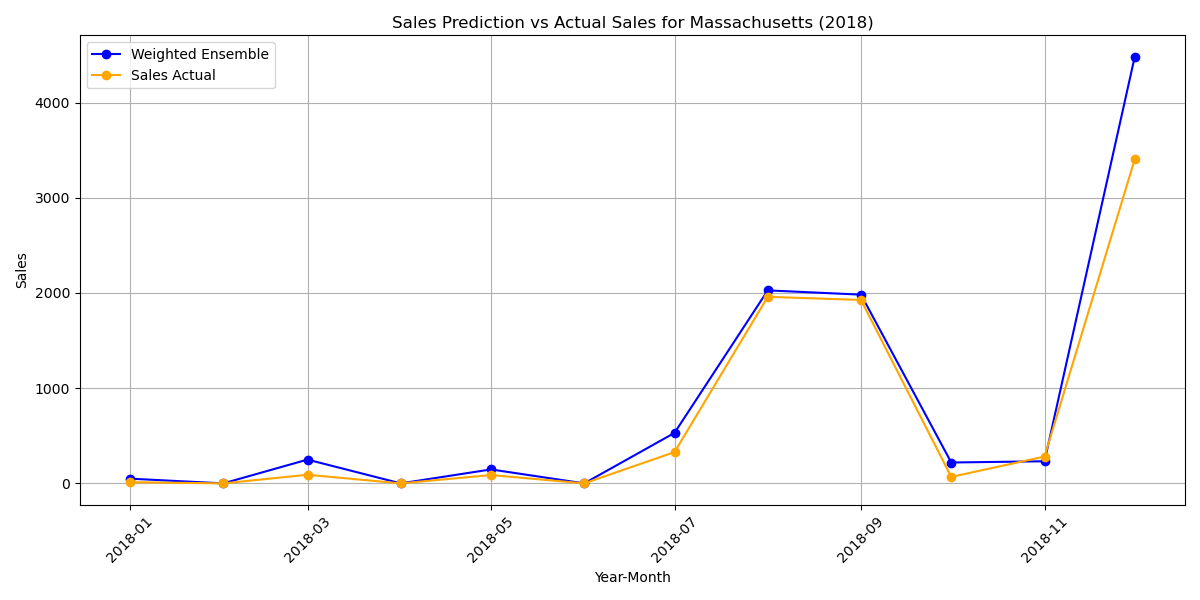 Sales Prediction vs Actual Sales for Massachusetts (2018)
Weighted Ensemble
Sales Actual
Sales
4000
3000
2000
1000
0
2018-01
2018-03
2018-05
2018-07
2018-09
2018-11
Year-Month